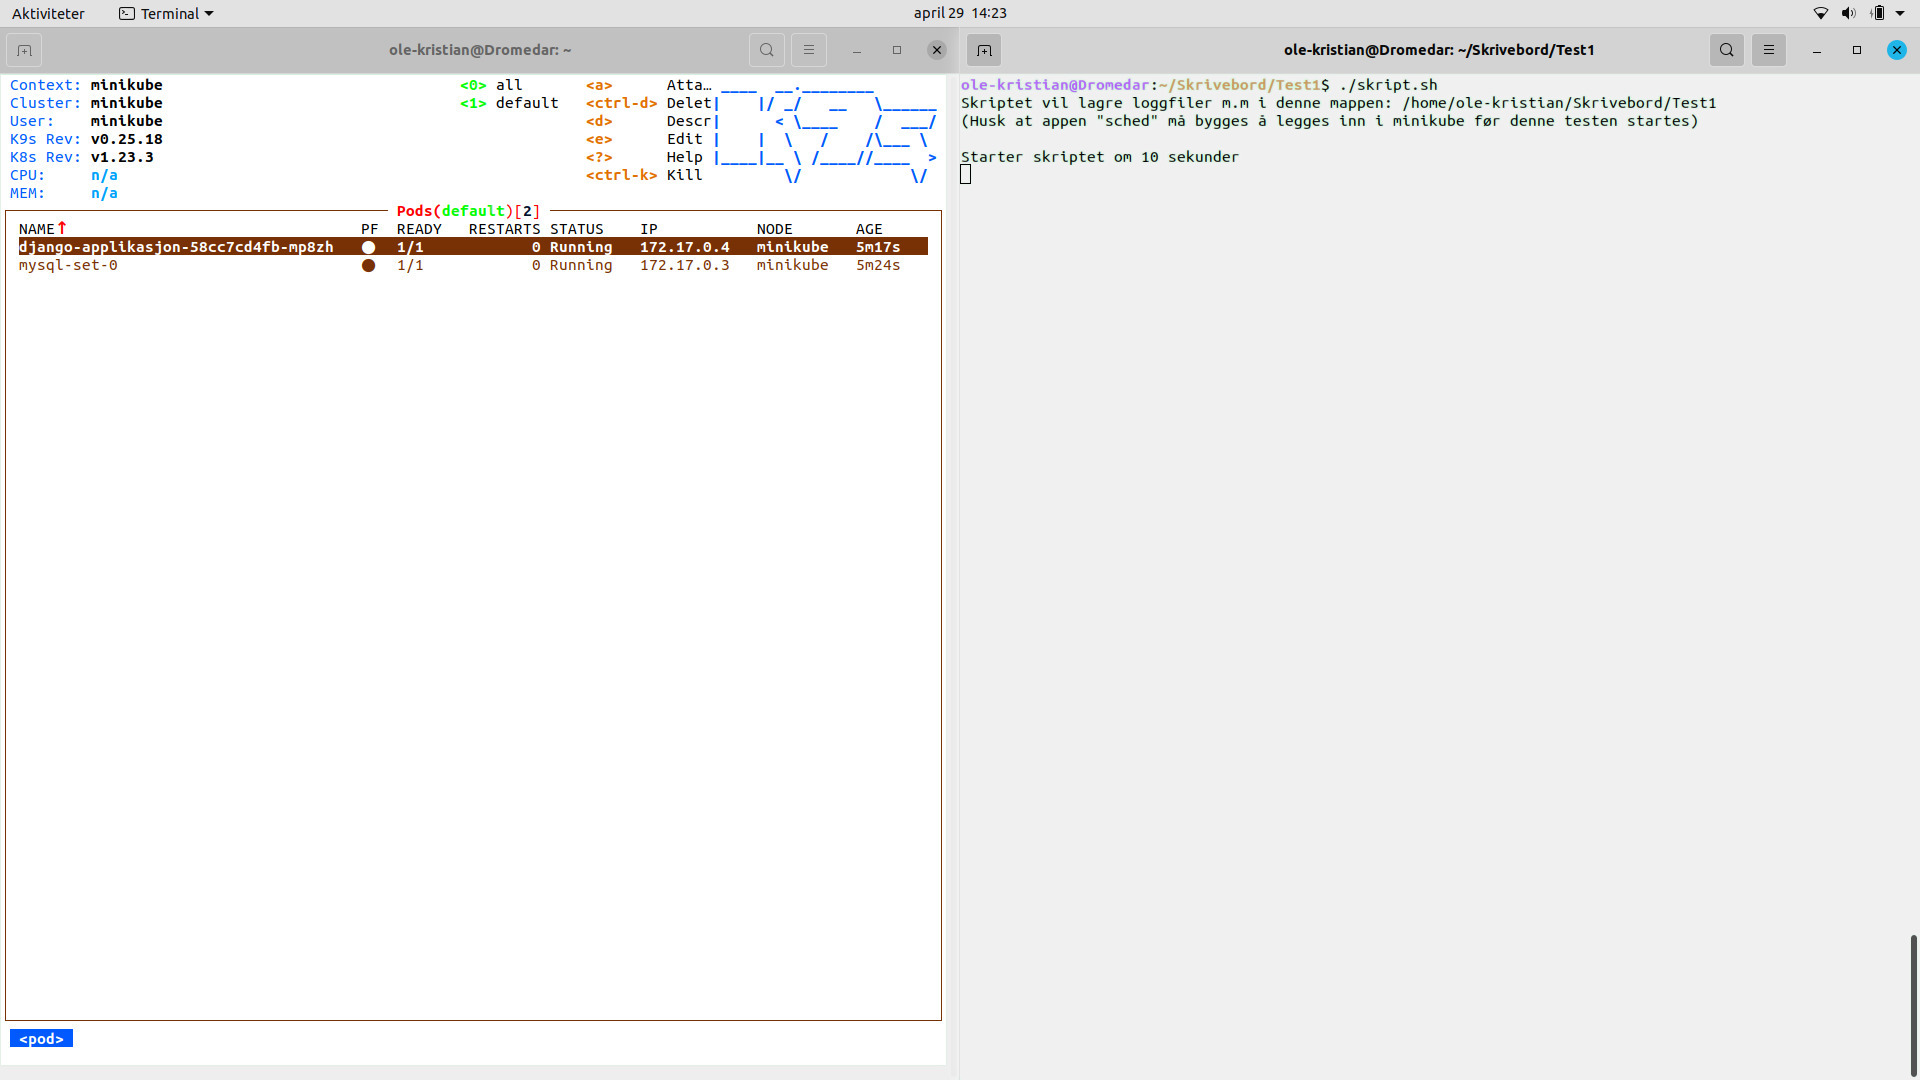 Aktiviteter Terminal april 29 14:23
ole-kristian@Dromedar: ~
Context: minikube <0> all <a> Atta…
Cluster: minikube <1> default <ctrl-d> Delet
User: minikube <d> Descr
K9s Rev: v0.25.18 <e> Edit
K8s Rev: v1.23.3 <?> Help
CPU: n/a <ctrl-k> Kill
MEM: n/a
Pods(default)[2]
NAME↑ PF READY RESTARTS STATUS IP NODE AGE
django-applikasjon-58cc7cd4fb-mp8zh ● 1/1 0 Running 172.17.0.4 minikube 5m17s
mysql-set-0 ● 1/1 0 Running 172.17.0.3 minikube 5m24s
<pod>
ole-kristian@Dromedar: ~/Skrivebord/Test1
ole-kristian@Dromedar:~/Skrivebord/Test1$ ./skript.sh
Skriptet vil lagre loggfiler m.m i denne mappen: /home/ole-kristian/Skrivebord/Test1
(Husk at appen "sched" må bygges å legges inn i minikube før denne testen startes)
Starter skriptet om 10 sekunder